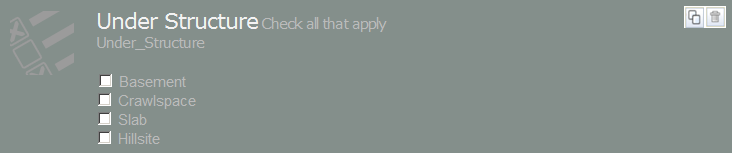 Under Structure Check all that apply
Under_Structure
Basement
Crawlspace
Slab
Hillsite